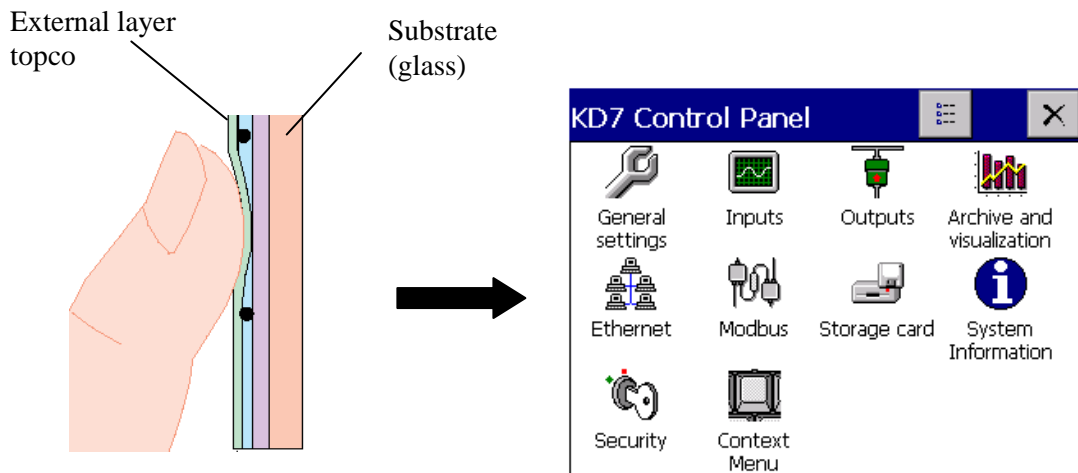 External layer
topco
Substrate
(glass)
KD7 Control Panel
General
settings
Inputs
Outputs
Archive and
visualization
Ethernet
Modbus
Storage card
System
Information
Security
Context
Menu